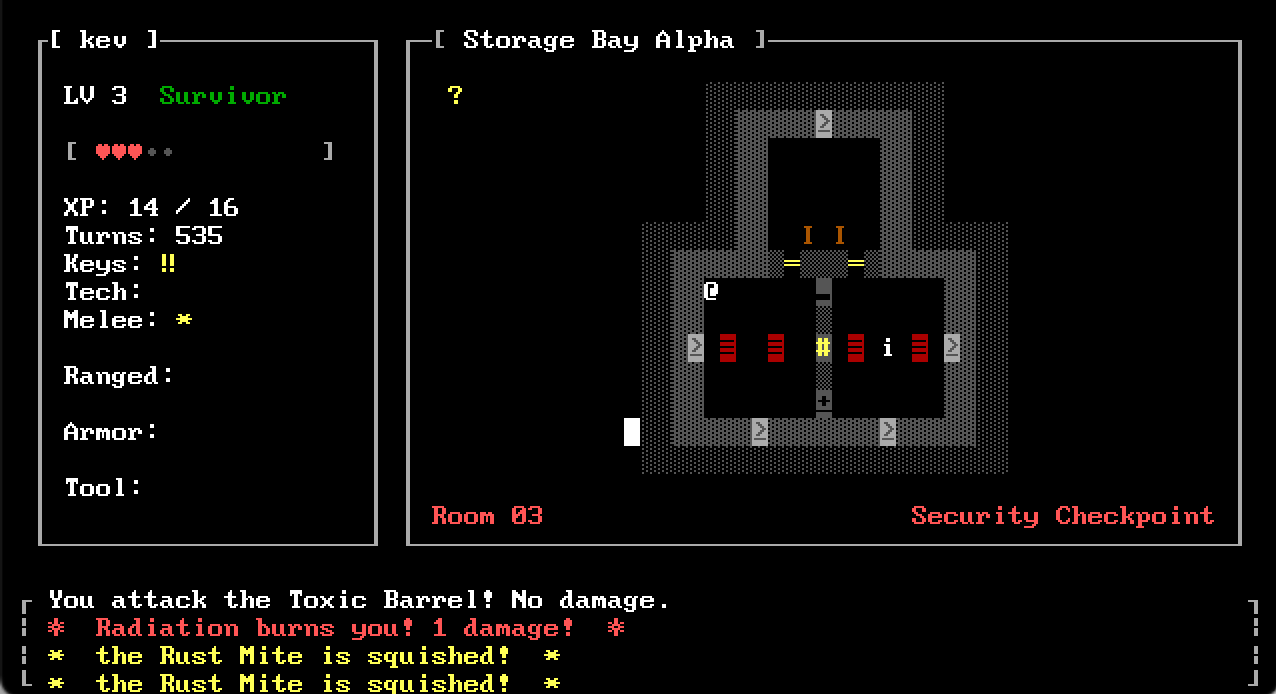 [ kev ]
LV 3 Survivor
[ ♥♥♥•• ]
XP: 14 / 16
Turns: 535
Keys: !!
Tech:
Melee: *
Ranged:
Armor:
Tool:
[ Storage Bay Alpha ]
?
>
I I
= =
@ -
> # i >
+
> >
Room 03 Security Checkpoint
You attack the Toxic Barrel! No damage.
* Radiation burns you! 1 damage! *
* the Rust Mite is squished! *
* the Rust Mite is squished! *